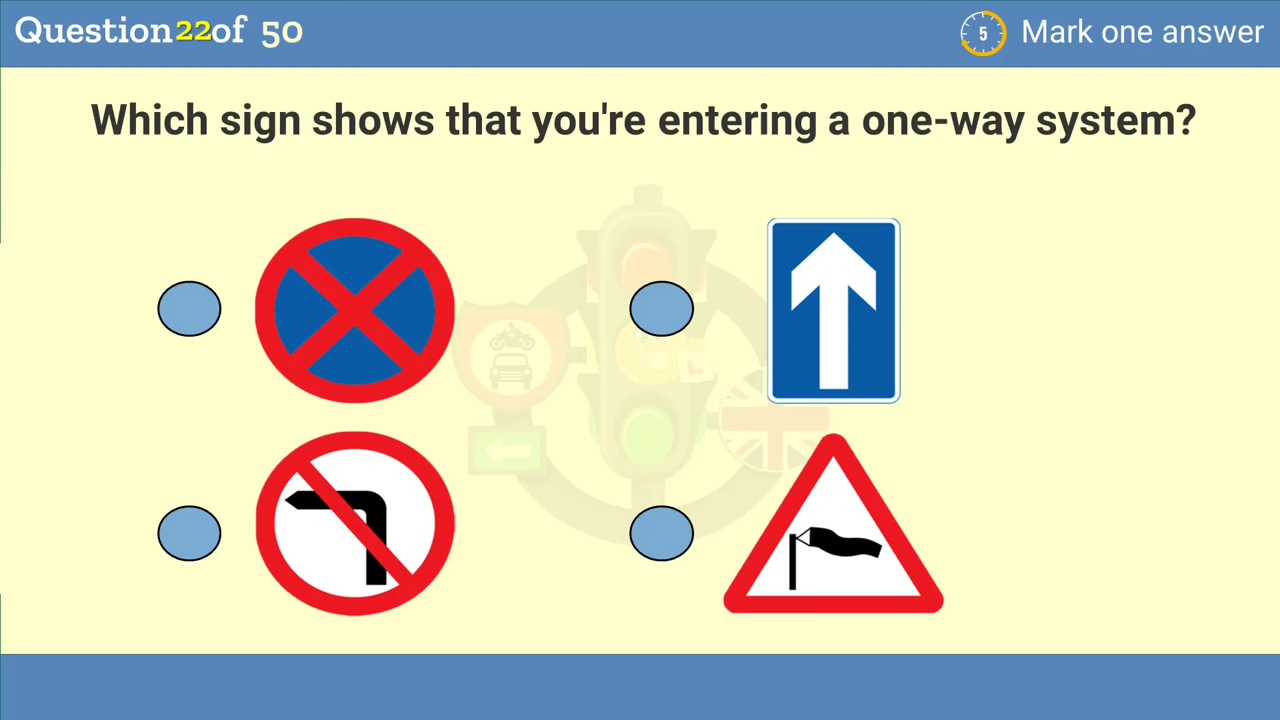 Question 22 of 50
5 Mark one answer
Which sign shows that you're entering a one-way system?